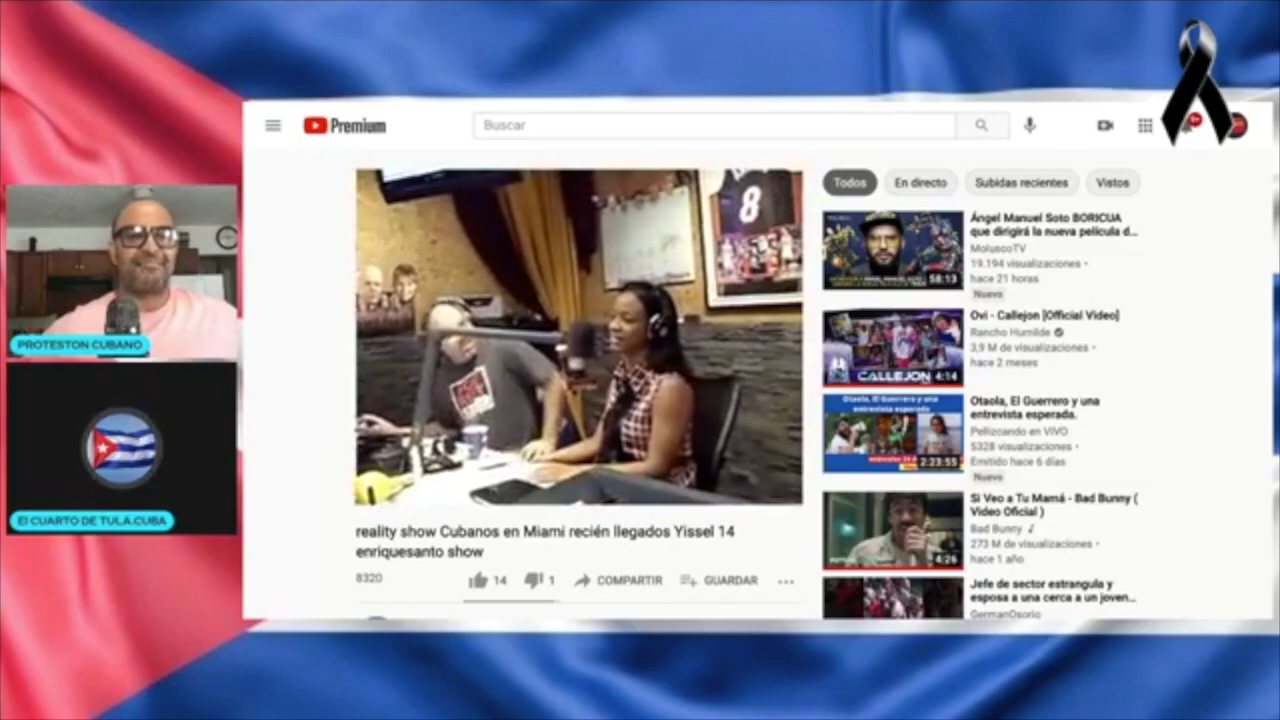 Premium
Buscar
PROTESTON CUBANO
El CUARTO DE TULA.CUBA
8
reality show Cubanos en Miami recién llegados Yissel 14
enriquesanto show
8320
14
1
COMPARTIR
GUARDAR
Todos
En directo
Subidas recientes
Vistos
58:13
Ángel Manuel Soto BORICUA
que dirigirá la nueva película d...
MoluscoTV
19.194 visualizaciones •
hace 21 horas
Nuevo
CALLEJON
4:14
Ovi - Callejon [Official Video]
Rancho Humilde
3,9 M de visualizaciones •
hace 2 meses
Otaola, El Guerrero y una
entrevista esperada
2:23:55
Otaola, El Guerrero y una
entrevista esperada.
Pellizcando en VIVO
5328 visualizaciones •
Emitido hace 6 días
Nuevo
4:26
Si Veo a Tu Mamá - Bad Bunny (
Video Oficial )
Bad Bunny
273 M de visualizaciones •
hace 1 año
Jefe de sector estrangula y
esposa a una cerca a un joven...
GermanOsorio